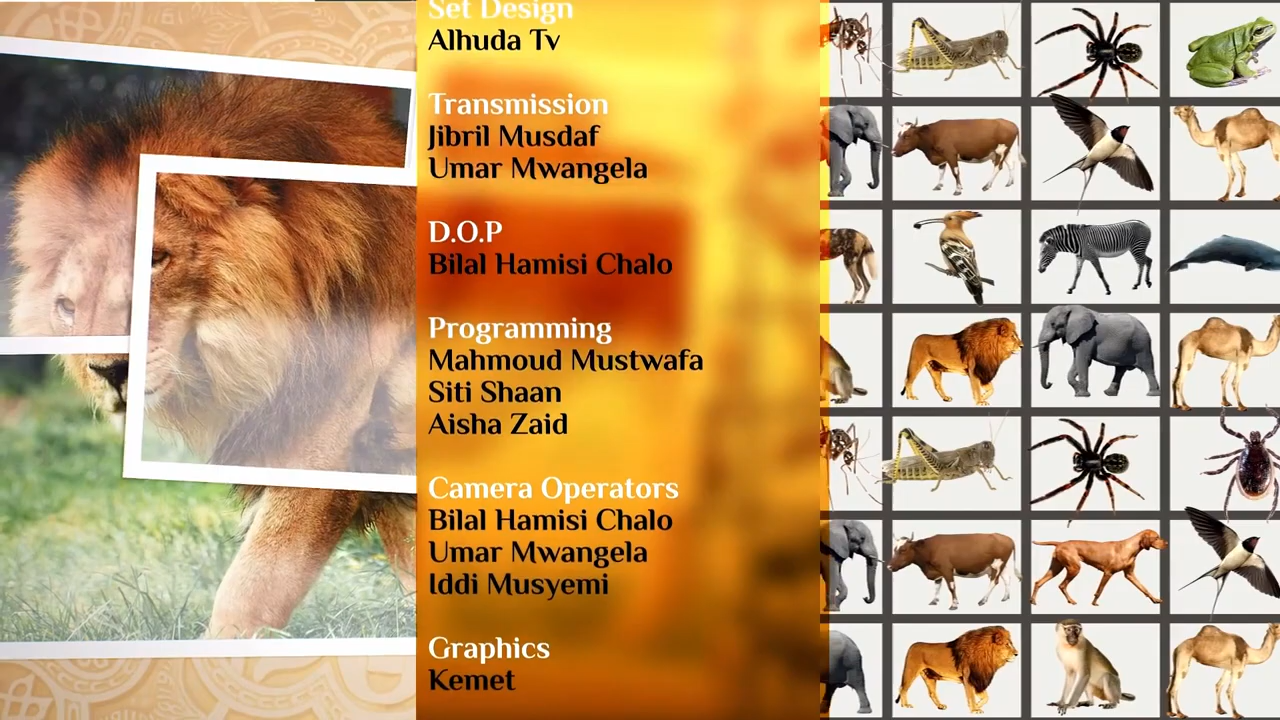 Set Design
Alhuda Tv
Transmission
Jibril Musdaf
Umar Mwangela
D.O.P
Bilal Hamisi Chalo
Programming
Mahmoud Mustwafa
Siti Shaan
Aisha Zaid
Camera Operators
Bilal Hamisi Chalo
Umar Mwangela
Iddi Musyemi
Graphics
Kemet